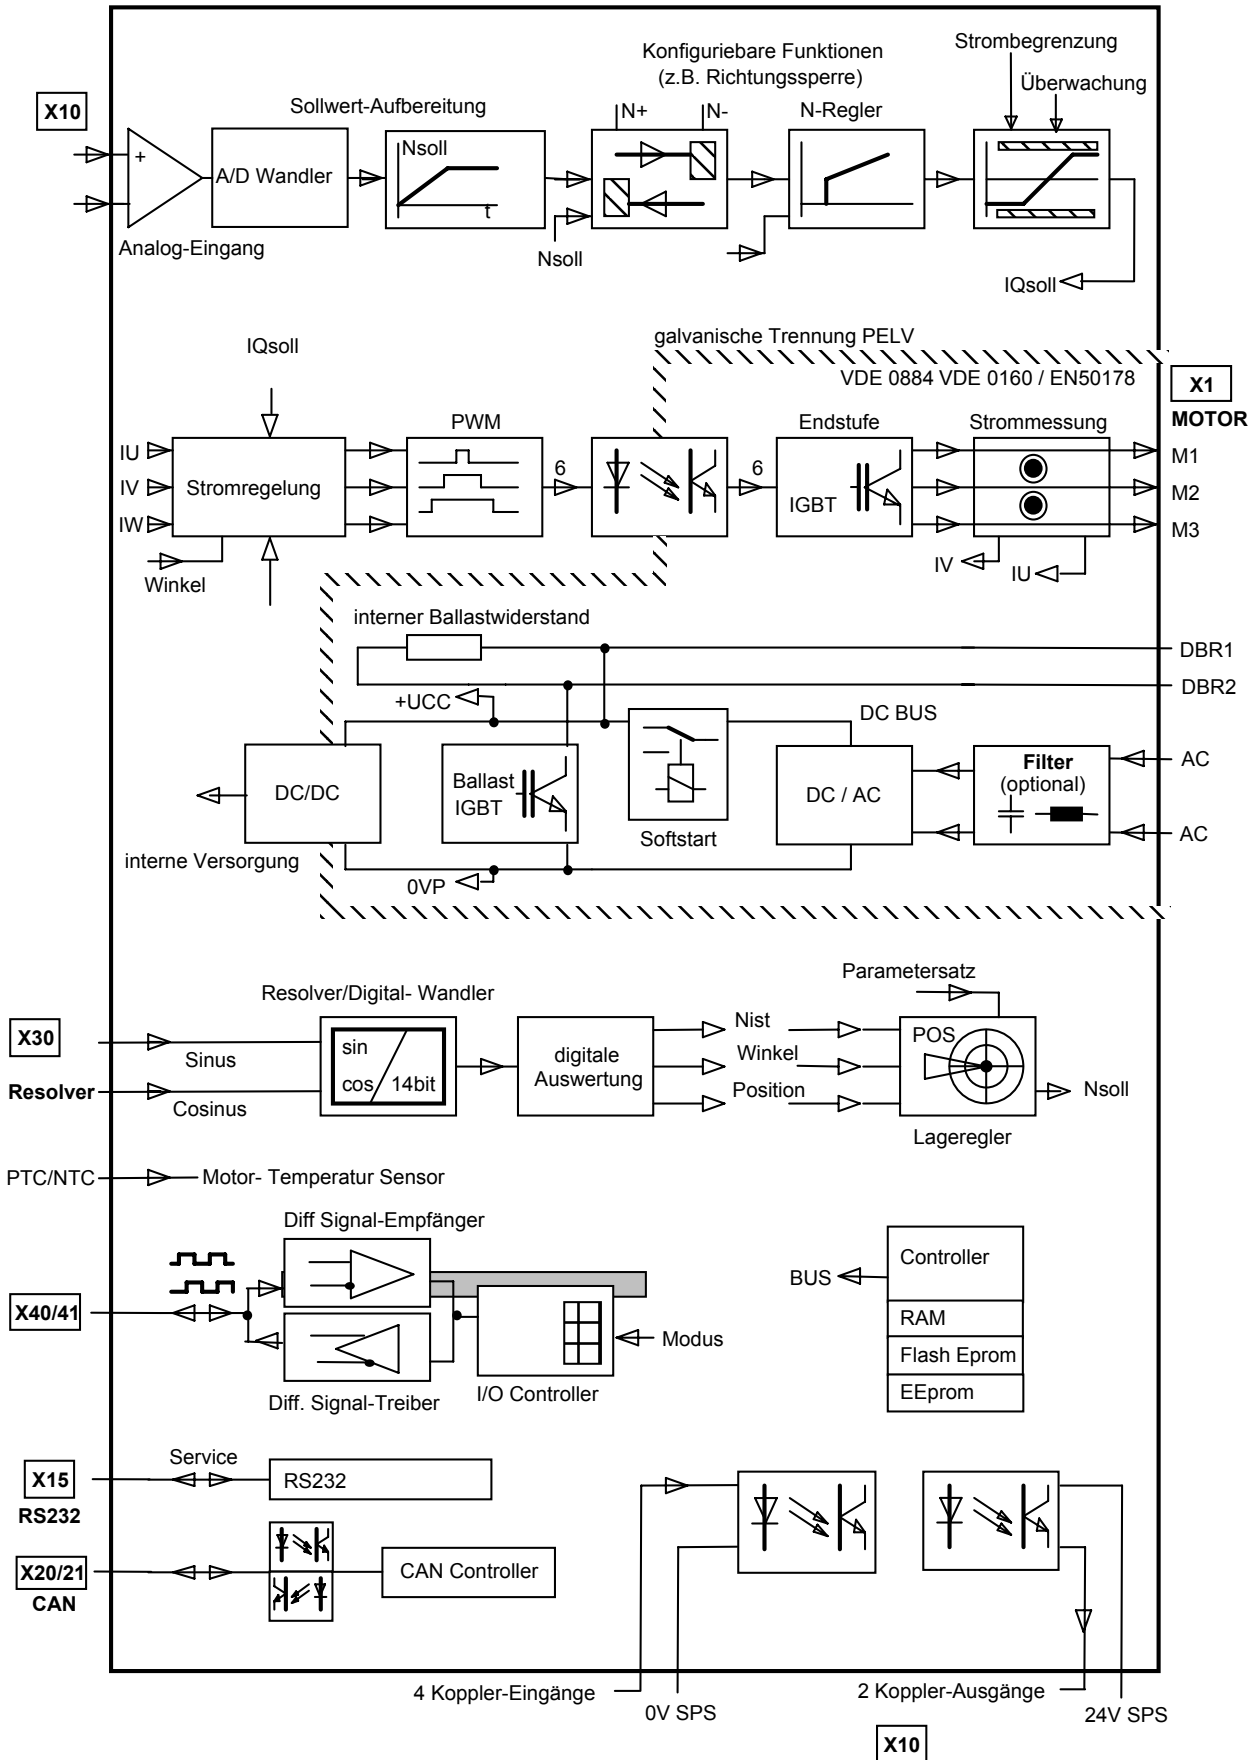 Strombegrenzung
Konfiguriebare Funktionen
(z.B. Richtungssperre)
Überwachung
X10
Sollwert-Aufbereitung
N+
N-
N-Regler
+
A/D Wandler
Nsoll
t
Analog-Eingang
Nsoll
IQsoll
galvanische Trennung PELV
IQsoll
VDE 0884 VDE 0160 / EN50178
X1
MOTOR
PWM
Endstufe
Strommessung
IU
IV
IW
Stromregelung
6
6
IGBT
M1
M2
M3
Winkel
IV
IU
interner Ballastwiderstand
DBR1
DBR2
+UCC
DC BUS
DC/DC
Ballast
IGBT
Softstart
DC / AC
Filter
(optional)
AC
AC
interne Versorgung
0VP
Parametersatz
Resolver/Digital- Wandler
X30
Resolver
Sinus
Cosinus
sin
cos
14bit
digitale
Auswertung
Nist
Winkel
Position
POS
Nsoll
Lageregler
PTC/NTC
Motor- Temperatur Sensor
Diff Signal-Empfänger
X40/41
Modus
Diff. Signal-Treiber
I/O Controller
BUS
Controller
RAM
Flash Eprom
EEprom
Service
X15
RS232
RS232
X20/21
CAN
CAN Controller
4 Koppler-Eingänge
0V SPS
2 Koppler-Ausgänge
24V SPS
X10